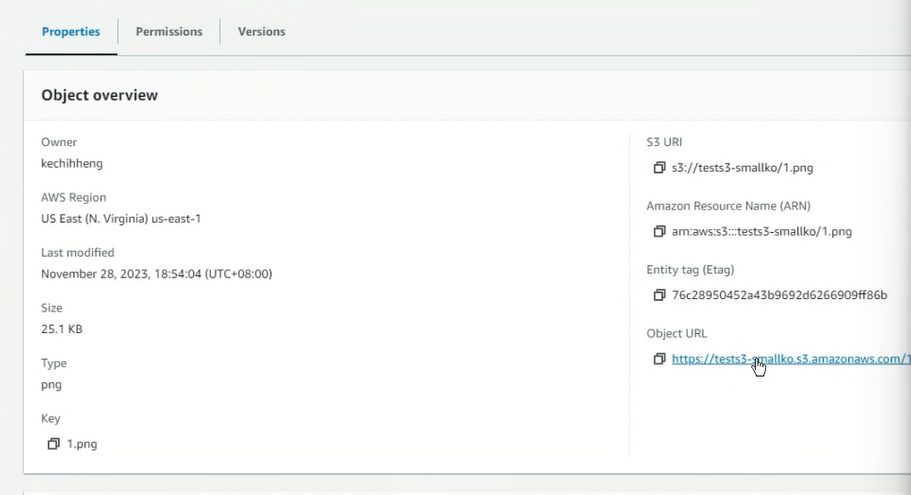 Properties
Permissions
Versions
Object overview
Owner
kechihheng
AWS Region
US East (N. Virginia) us-east-1
Last modified
November 28, 2023, 18:54:04 (UTC+08:00)
Size
25.1 KB
Type
png
Key
1.png
S3 URI
s3://tests3-smallko/1.png
Amazon Resource Name (ARN)
arn:aws:s3:::tests3-smallko/1.png
Entity tag (Etag)
76c28950452a43b9692d6266909ff86b
Object URL
https://tests3-smallko.s3.amazonaws.com/1